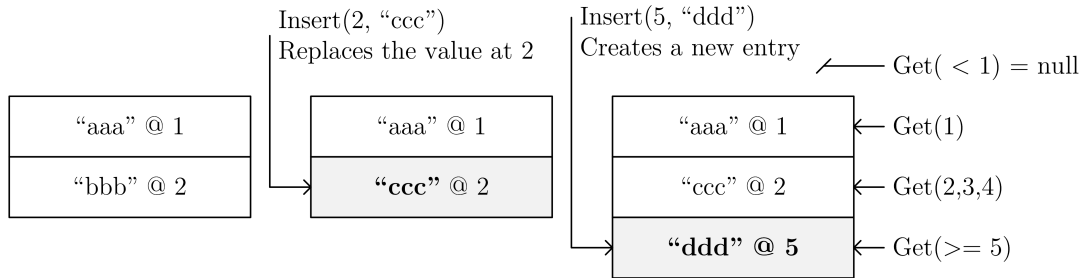 Insert(2, “ccc”)
Replaces the value at 2
Insert(5, “ddd”)
Creates a new entry
Get( < 1) = null
“aaa” @ 1
“bbb” @ 2
“aaa” @ 1
“ccc” @ 2
“aaa” @ 1
“ccc” @ 2
“ddd” @ 5
Get(1)
Get(2,3,4)
Get(>= 5)